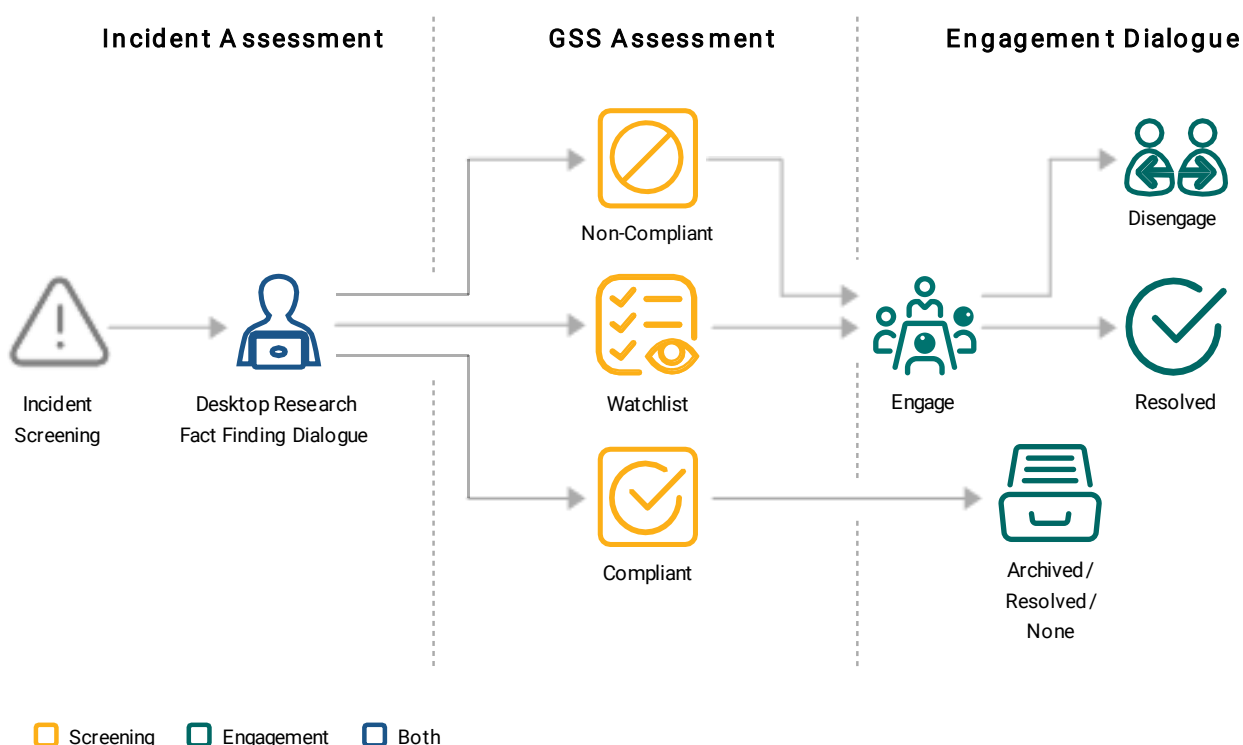 Incident Assessment
GSS Assessment
Engagement Dialogue
Non-Compliant
Disengage
Incident
Screening
Desktop Research
Fact Finding Dialogue
Watchlist
Engage
Resolved
Compliant
Archived/
Resolved/
None
Screening
Engagement
Both